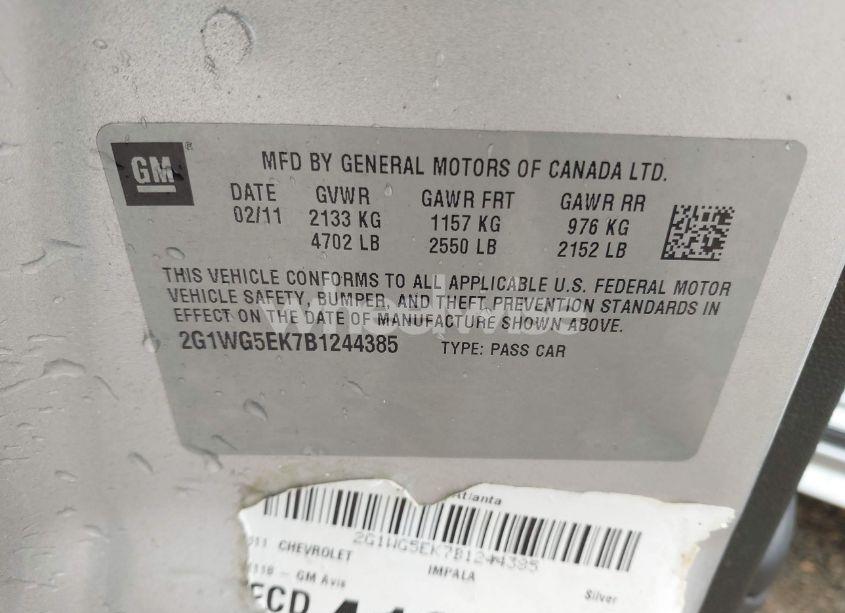 GM ®
MFD BY GENERAL MOTORS OF CANADA LTD.
DATE GVWR GAWR FRT GAWR RR
02/11 2133 KG 1157 KG 976 KG
4702 LB 2550 LB 2152 LB
THIS VEHICLE CONFORMS TO ALL APPLICABLE U.S. FEDERAL MOTOR
VEHICLE SAFETY, BUMPER, AND THEFT PREVENTION STANDARDS IN
EFFECT ON THE DATE OF MANUFACTURE SHOWN ABOVE.
2G1WG5EK7B1244385 TYPE: PASS CAR
Atlanta
2G1WG5EK7B1244385
011 CHEVROLET IMPALA Silver
- GM Avis